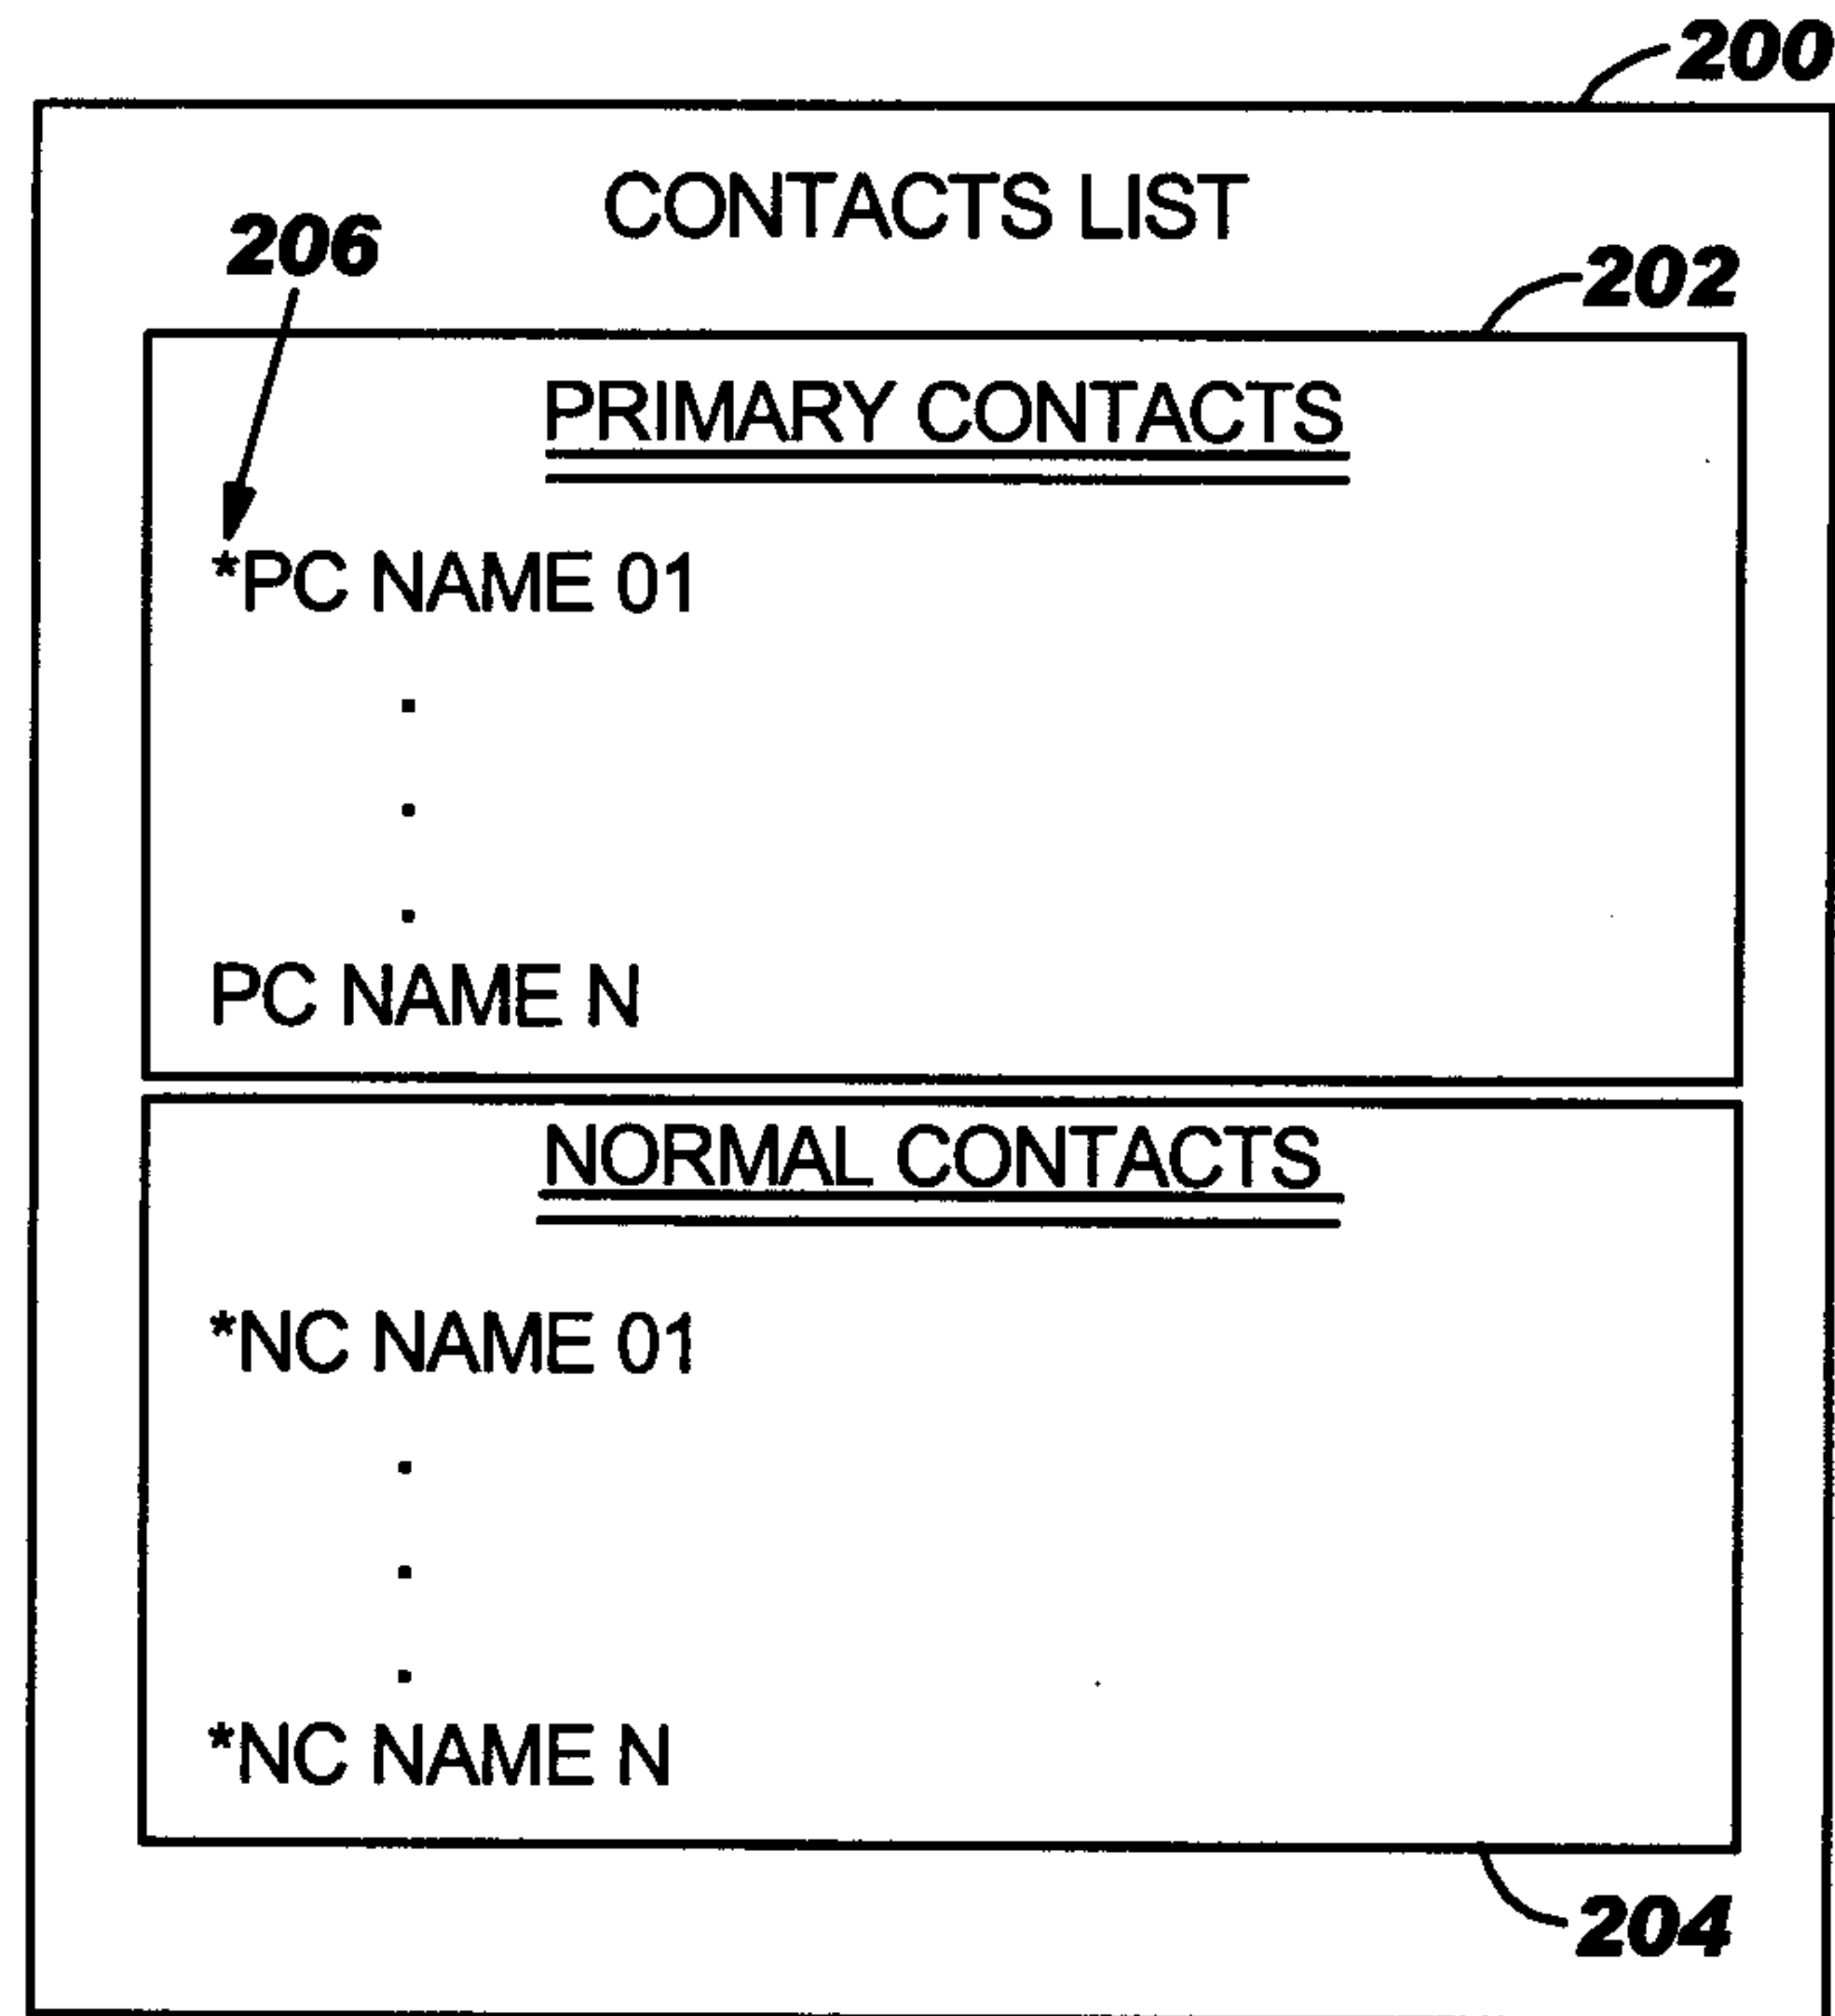 200
CONTACTS LIST
206
202
PRIMARY CONTACTS
*PC NAME 01
.
.
.
PC NAME N
NORMAL CONTACTS
*NC NAME 01
.
.
.
*NC NAME N
204